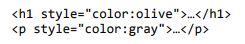 <h1 style="color:olive">…</h1>
<p style="color:gray">…</p>